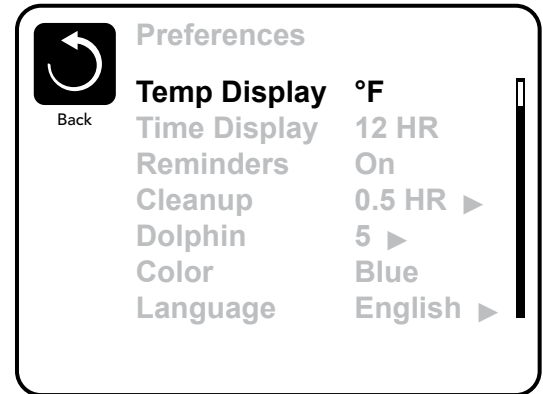 Preferences
Back
Temp Display °F
Time Display 12 HR
Reminders On
Cleanup 0.5 HR ▶
Dolphin 5 ▶
Color Blue
Language English ▶